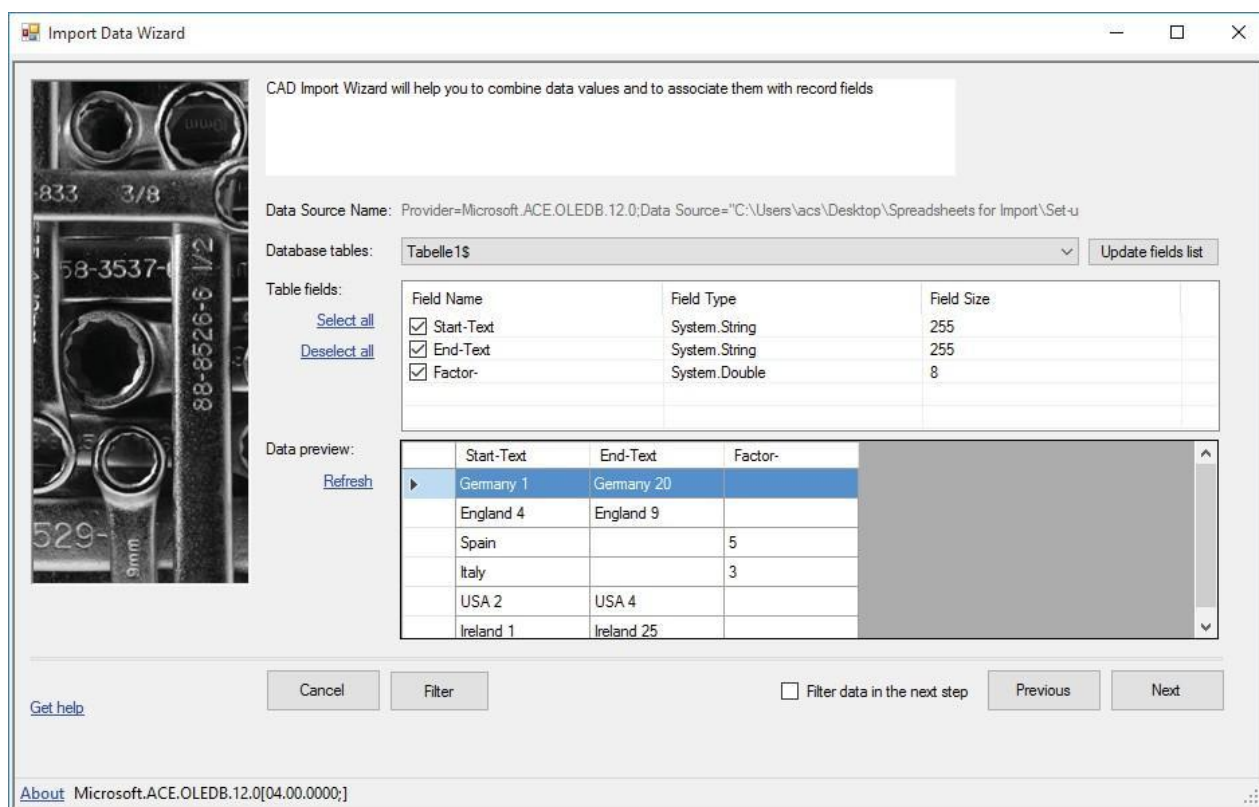 Import Data Wizard
CAD Import Wizard will help you to combine data values and to associate them with record fields
-833 3/8
58-3537-
88-8526-6 1/2
529-
9mm
Data Source Name: Provider=Microsoft.ACE.OLEDB.12.0;Data Source="C:\Users\acs\Desktop\Spreadsheets for Import\Set-u
Database tables: Tabelle1$ Update fields list
Table fields:
Select all
Deselect all
Field Name Field Type Field Size
Start-Text System.String 255
End-Text System.String 255
Factor- System.Double 8
Data preview:
Refresh
Start-Text End-Text Factor-
Germany 1 Germany 20
England 4 England 9
Spain 5
Italy 3
USA 2 USA 4
Ireland 1 Ireland 25
Cancel Filter Filter data in the next step Previous Next
Get help
About Microsoft.ACE.OLEDB.12.0[04.00.0000;]